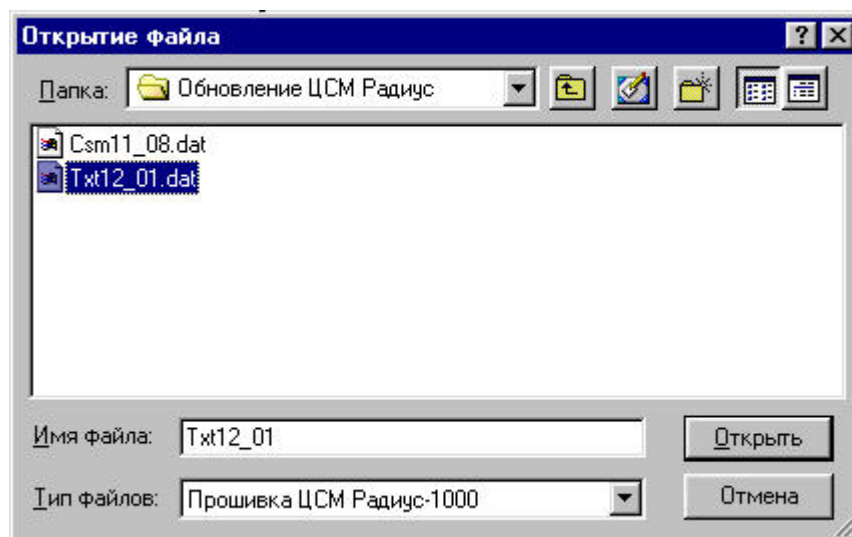 Открытие файла
Папка: Обновление ЦСМ Радиус
Csm11_08.dat
Txt12_01.dat
Имя файла: Txt12_01 Открыть
Тип файлов: Прошивка ЦСМ Радиус-1000 Отмена